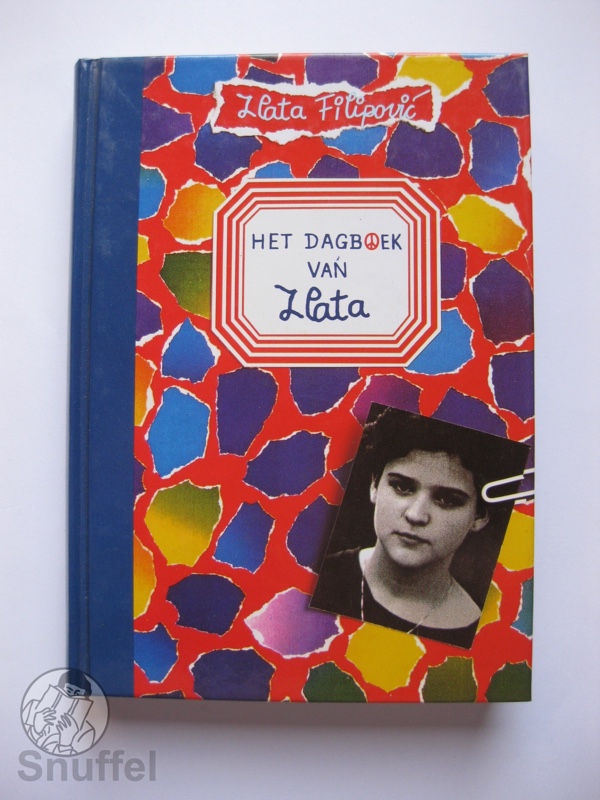 Zlata Filipović
HET DAGBOEK
VAN
Zlata
Snuffel